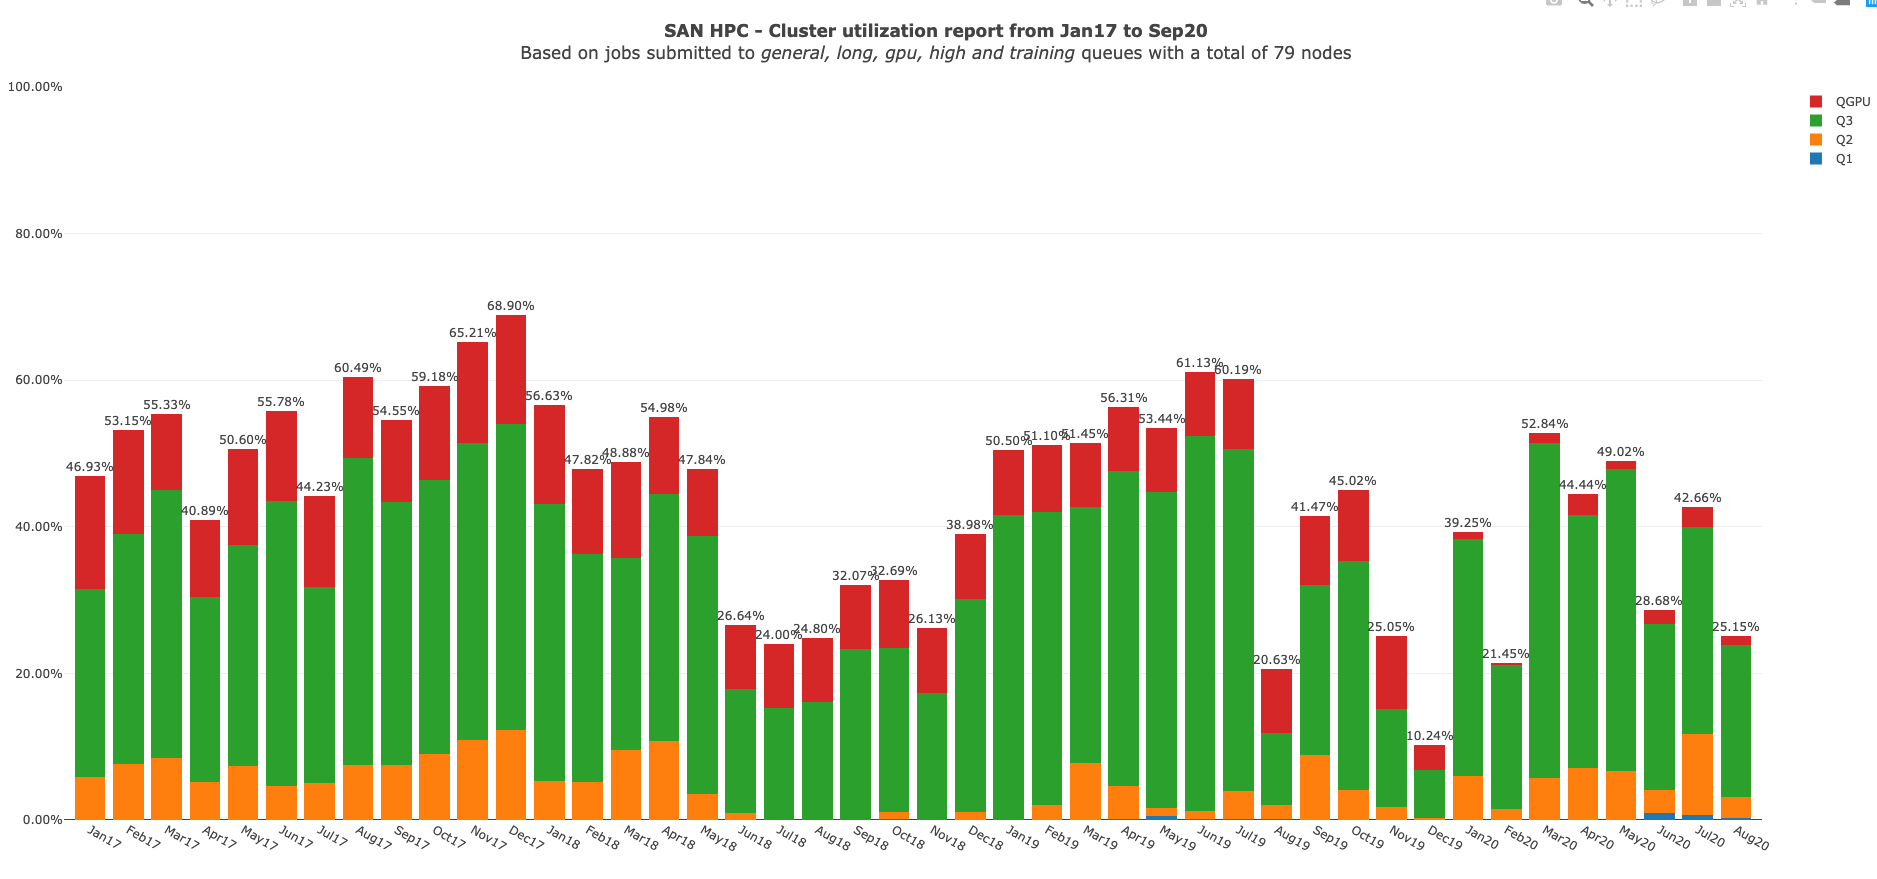 SAN HPC - Cluster utilization report from Jan17 to Sep20
Based on jobs submitted to general, long, gpu, high and training queues with a total of 79 nodes
100.00%
80.00%
60.00%
40.00%
20.00%
0.00%
QGPU
Q3
Q2
Q1
46.93%
53.15%
55.33%
40.89%
50.60%
55.78%
44.23%
60.49%
54.55%
59.18%
65.21%
68.90%
56.63%
47.82%
48.88%
54.98%
47.84%
26.64%
24.00%
24.80%
32.07%
32.69%
26.13%
38.98%
50.50%
51.10%
51.45%
56.31%
53.44%
61.13%
60.19%
20.63%
41.47%
45.02%
25.05%
10.24%
39.25%
21.45%
52.84%
44.44%
49.02%
28.68%
42.66%
25.15%
Jan17
Feb17
Mar17
Apr17
May17
Jun17
Jul17
Aug17
Sep17
Oct17
Nov17
Dec17
Jan18
Feb18
Mar18
Apr18
May18
Jun18
Jul18
Aug18
Sep18
Oct18
Nov18
Dec18
Jan19
Feb19
Mar19
Apr19
May19
Jun19
Jul19
Aug19
Sep19
Oct19
Nov19
Dec19
Jan20
Feb20
Mar20
Apr20
May20
Jun20
Jul20
Aug20